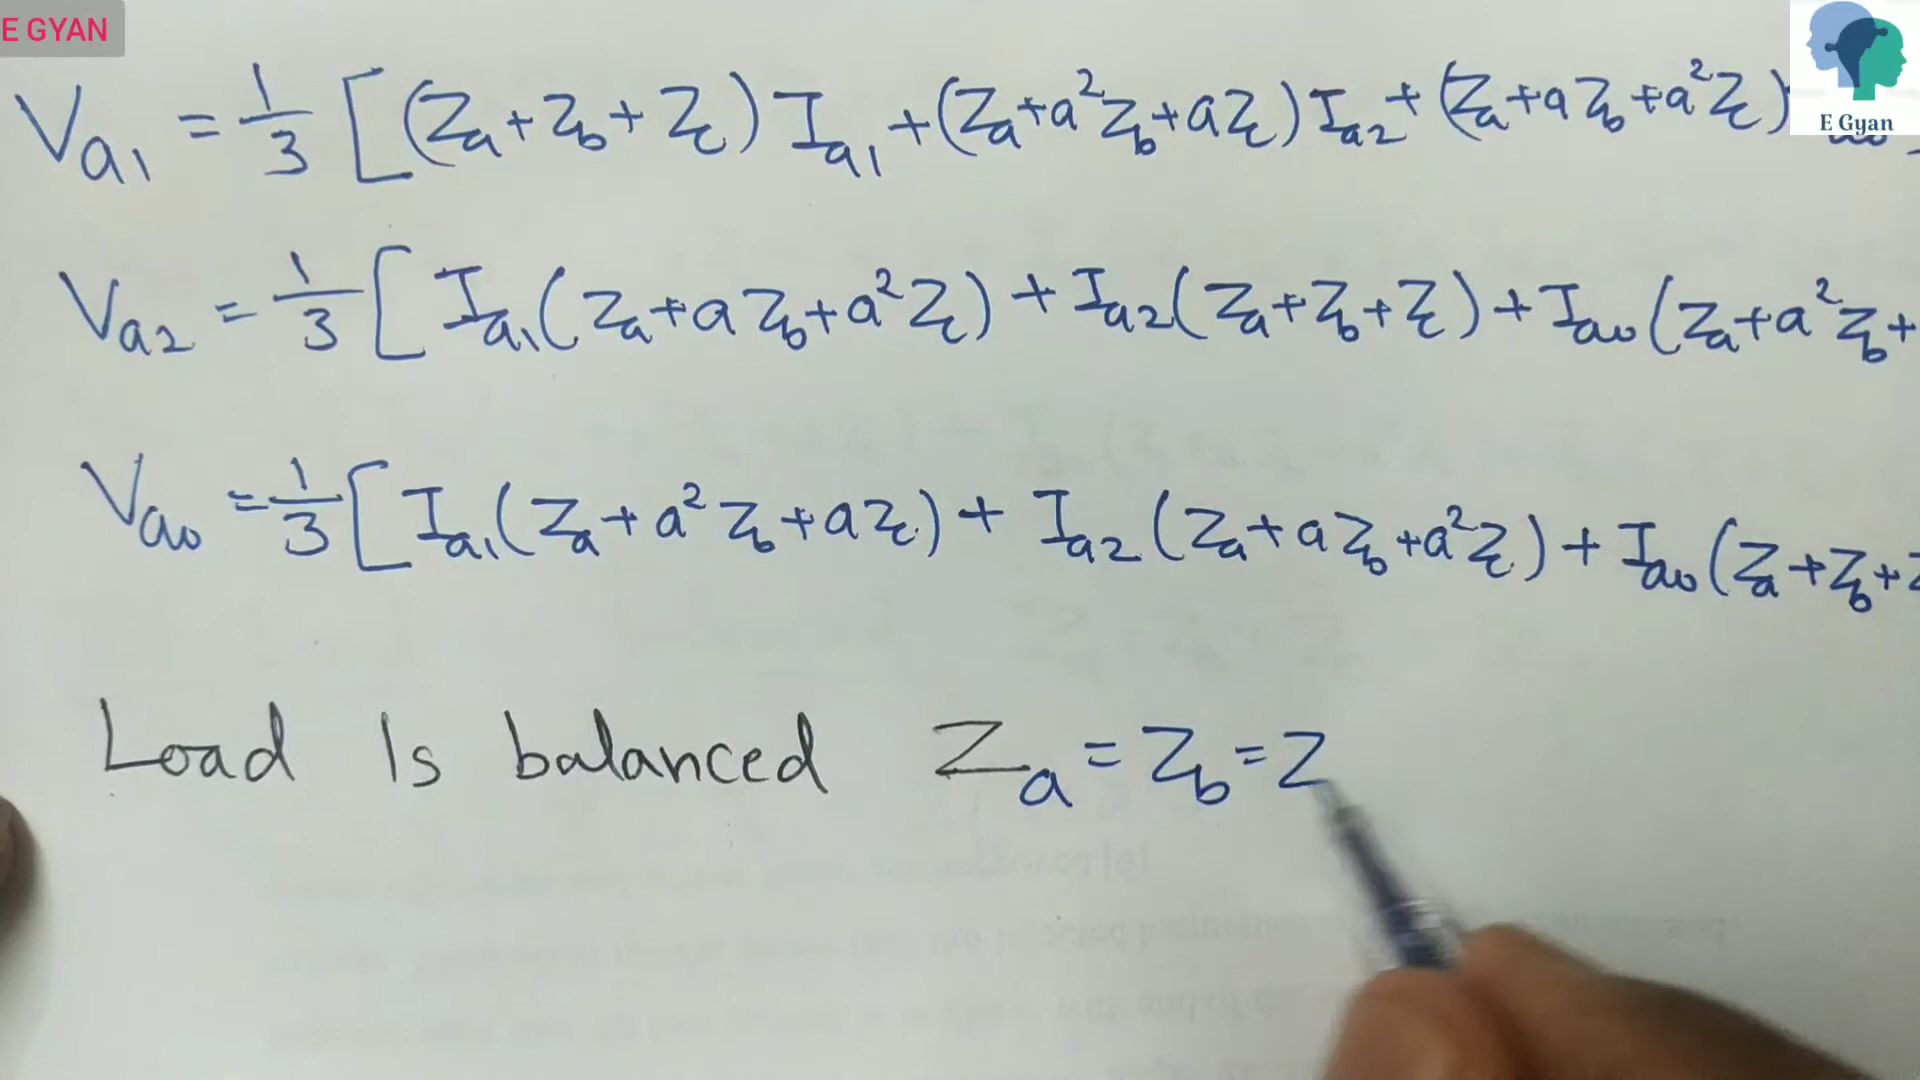 E GYAN
E Gyan
Va1 = 1/3 [(Za+Zb+Zc) Ia1 + (Za+a²Zb+aZc) Ia2 + (Za+aZb+a²Zc)
Va2 = 1/3 [Ia1(Za+aZb+a²Zc) + Ia2(Za+Zb+Zc) + Ia0(Za+a²Zb+
Va0 = 1/3 [Ia1(Za+a²Zb+aZc) + Ia2(Za+aZb+a²Zc) + Ia0(Za+Zb+Z
Load Is balanced Za = Zb = Z